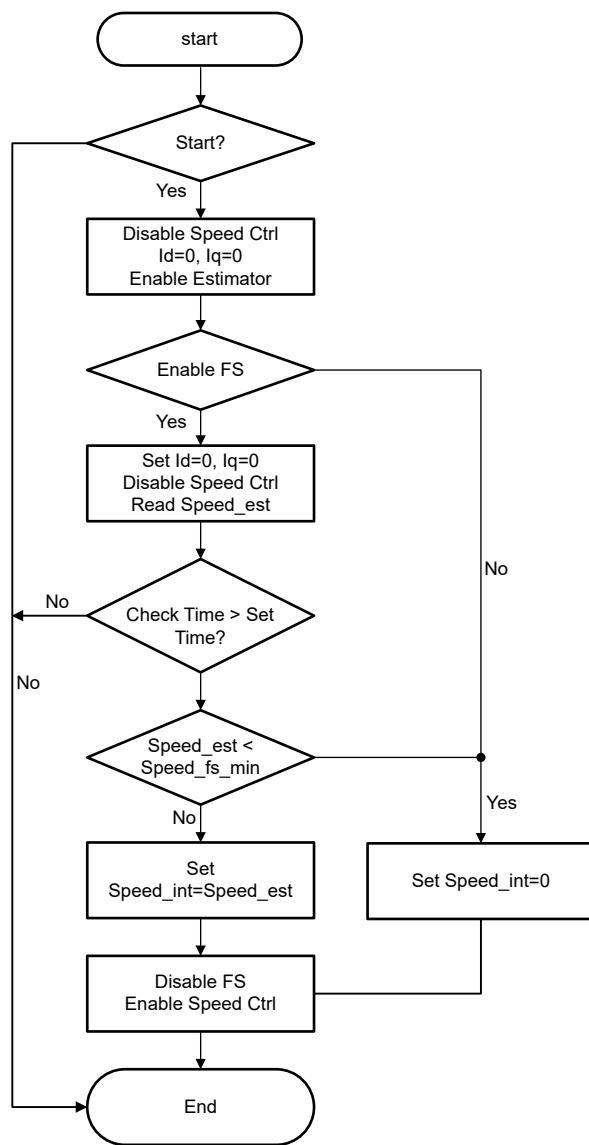 start
Start?
Yes
Disable Speed Ctrl
Id=0, Iq=0
Enable Estimator
Enable FS
Yes
Set Id=0, Iq=0
Disable Speed Ctrl
Read Speed_est
No
No
Check Time > Set
Time?
No
Speed_est <
Speed_fs_min
Yes
No
Set
Speed_int=Speed_est
Set Speed_int=0
Disable FS
Enable Speed Ctrl
End